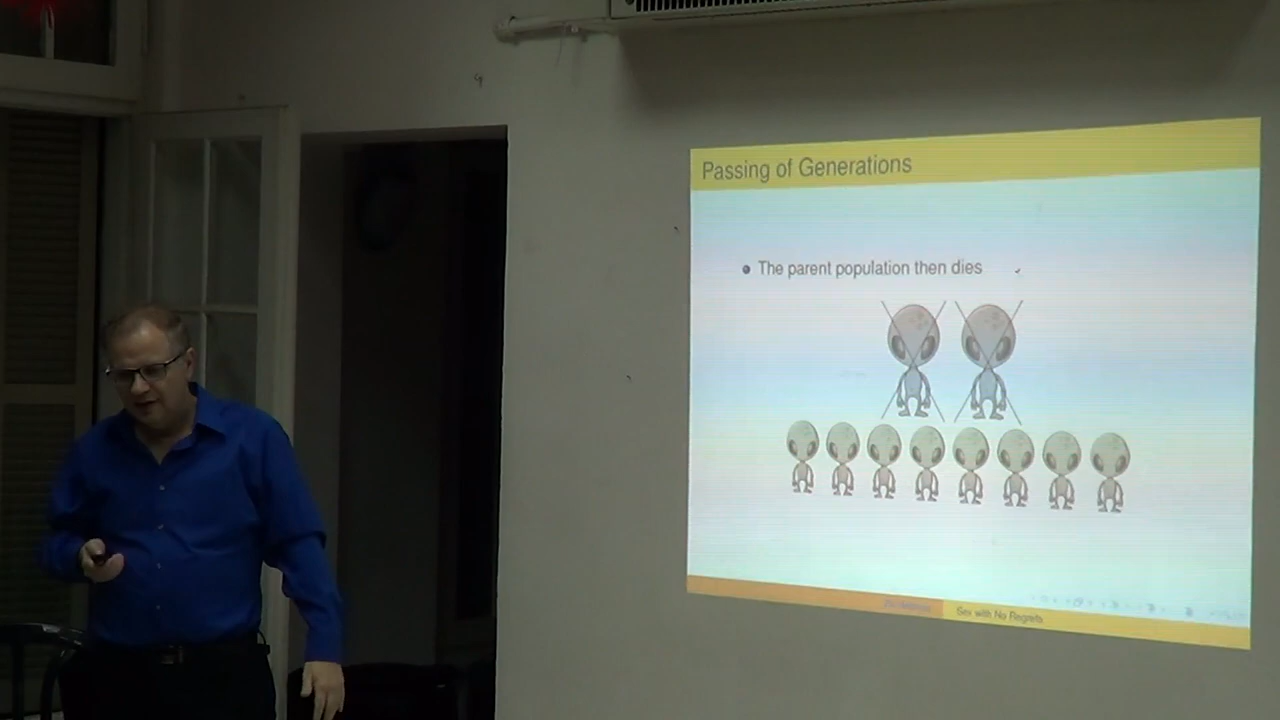 Passing of Generations
The parent population then dies
Sex with No Regrets